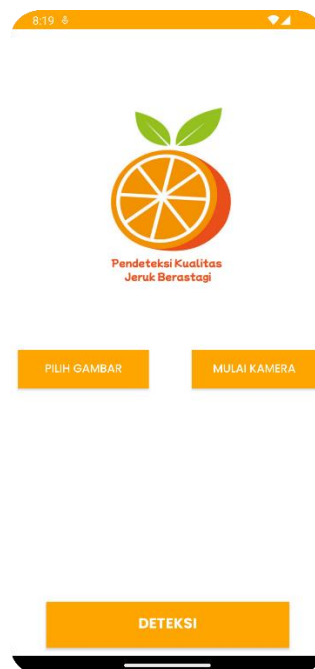 8:19
Pendeteksi Kualitas
Jeruk Berastagi
PILIH GAMBAR
MULAI KAMERA
DETEKSI